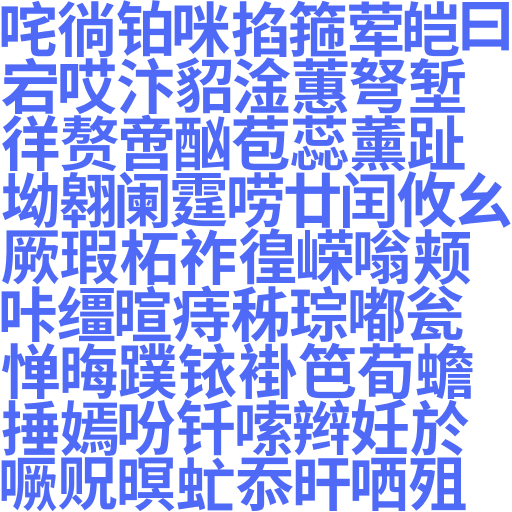 咤徜铂咪掐箍荤皑曰
宕哎汴貂淦蕙弩堑
徉赘啻酗苞蕊薰趾
坳翱阑霆唠廿闰攸幺
厥瑕柘祚徨嵘嗡颊
咔缰暄痔秭琮嘟瓮
惮晦蹼铱褂笆荀蟾
捶嫣吩钎嗦辫妊於
噘贶暝虻忝旰哂殂